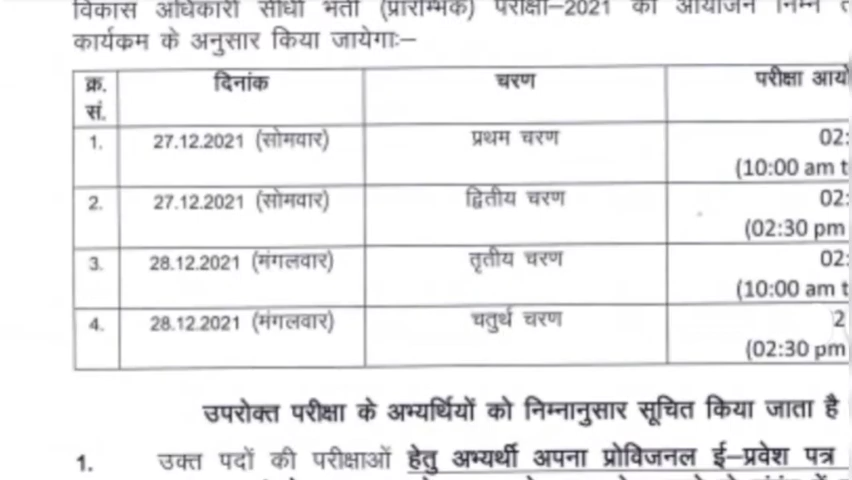 विकास अधिकारी सीधी भर्ती (प्रारम्भिक) परीक्षा–2021 का आयोजन निम्न
कार्यकम के अनुसार किया जायेगाः–
क्र. सं. दिनांक चरण परीक्षा आयो
1. 27.12.2021 (सोमवार) प्रथम चरण 02:
(10:00 am t
2. 27.12.2021 (सोमवार) द्वितीय चरण 02:
(02:30 pm
3. 28.12.2021 (मंगलवार) तृतीय चरण 02:
(10:00 am t
4. 28.12.2021 (मंगलवार) चतुर्थ चरण 2
(02:30 pm
उपरोक्त परीक्षा के अभ्यर्थियों को निम्नानुसार सूचित किया जाता है
1. उक्त पदों की परीक्षाओं हेतु अभ्यर्थी अपना प्रोविजनल ई–प्रवेश पत्र